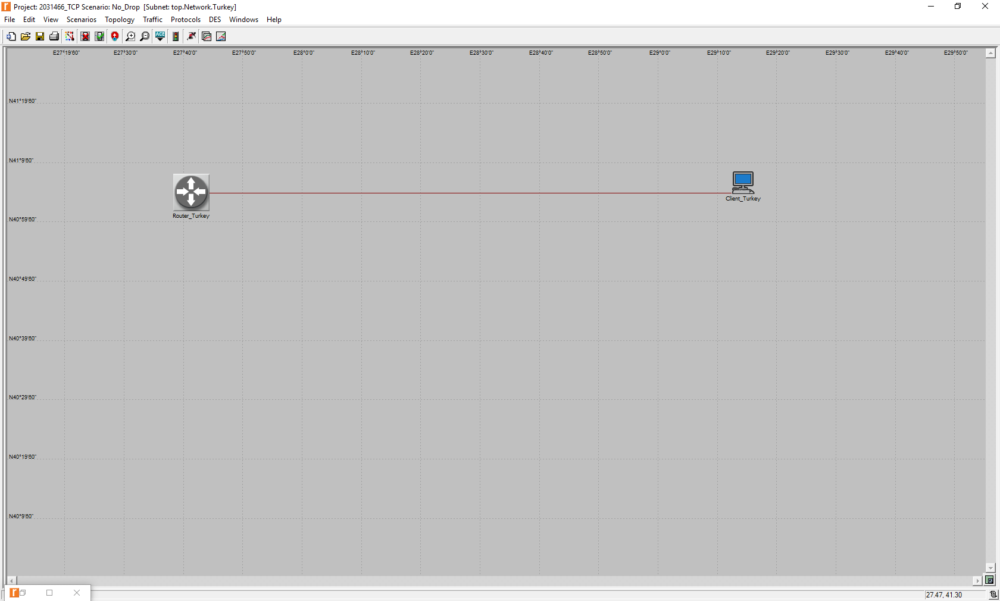 Project: 2031466_TCP Scenario: No_Drop [Subnet: top.Network.Turkey]
File Edit View Scenarios Topology Traffic Protocols DES Windows Help
ACE
E27°19'60" E27°30'0" E27°40'0" E27°50'0" E28°0'0" E28°10'0" E28°20'0" E28°30'0" E28°40'0" E28°50'0" E29°0'0" E29°10'0" E29°20'0" E29°30'0" E29°40'0" E29°50'0"
N41°19'60"
N41°9'60"
Client_Turkey
Router_Turkey
N40°59'60"
N40°49'60"
N40°39'60"
N40°29'60"
N40°19'60"
N40°9'60"
27.47, 41.30